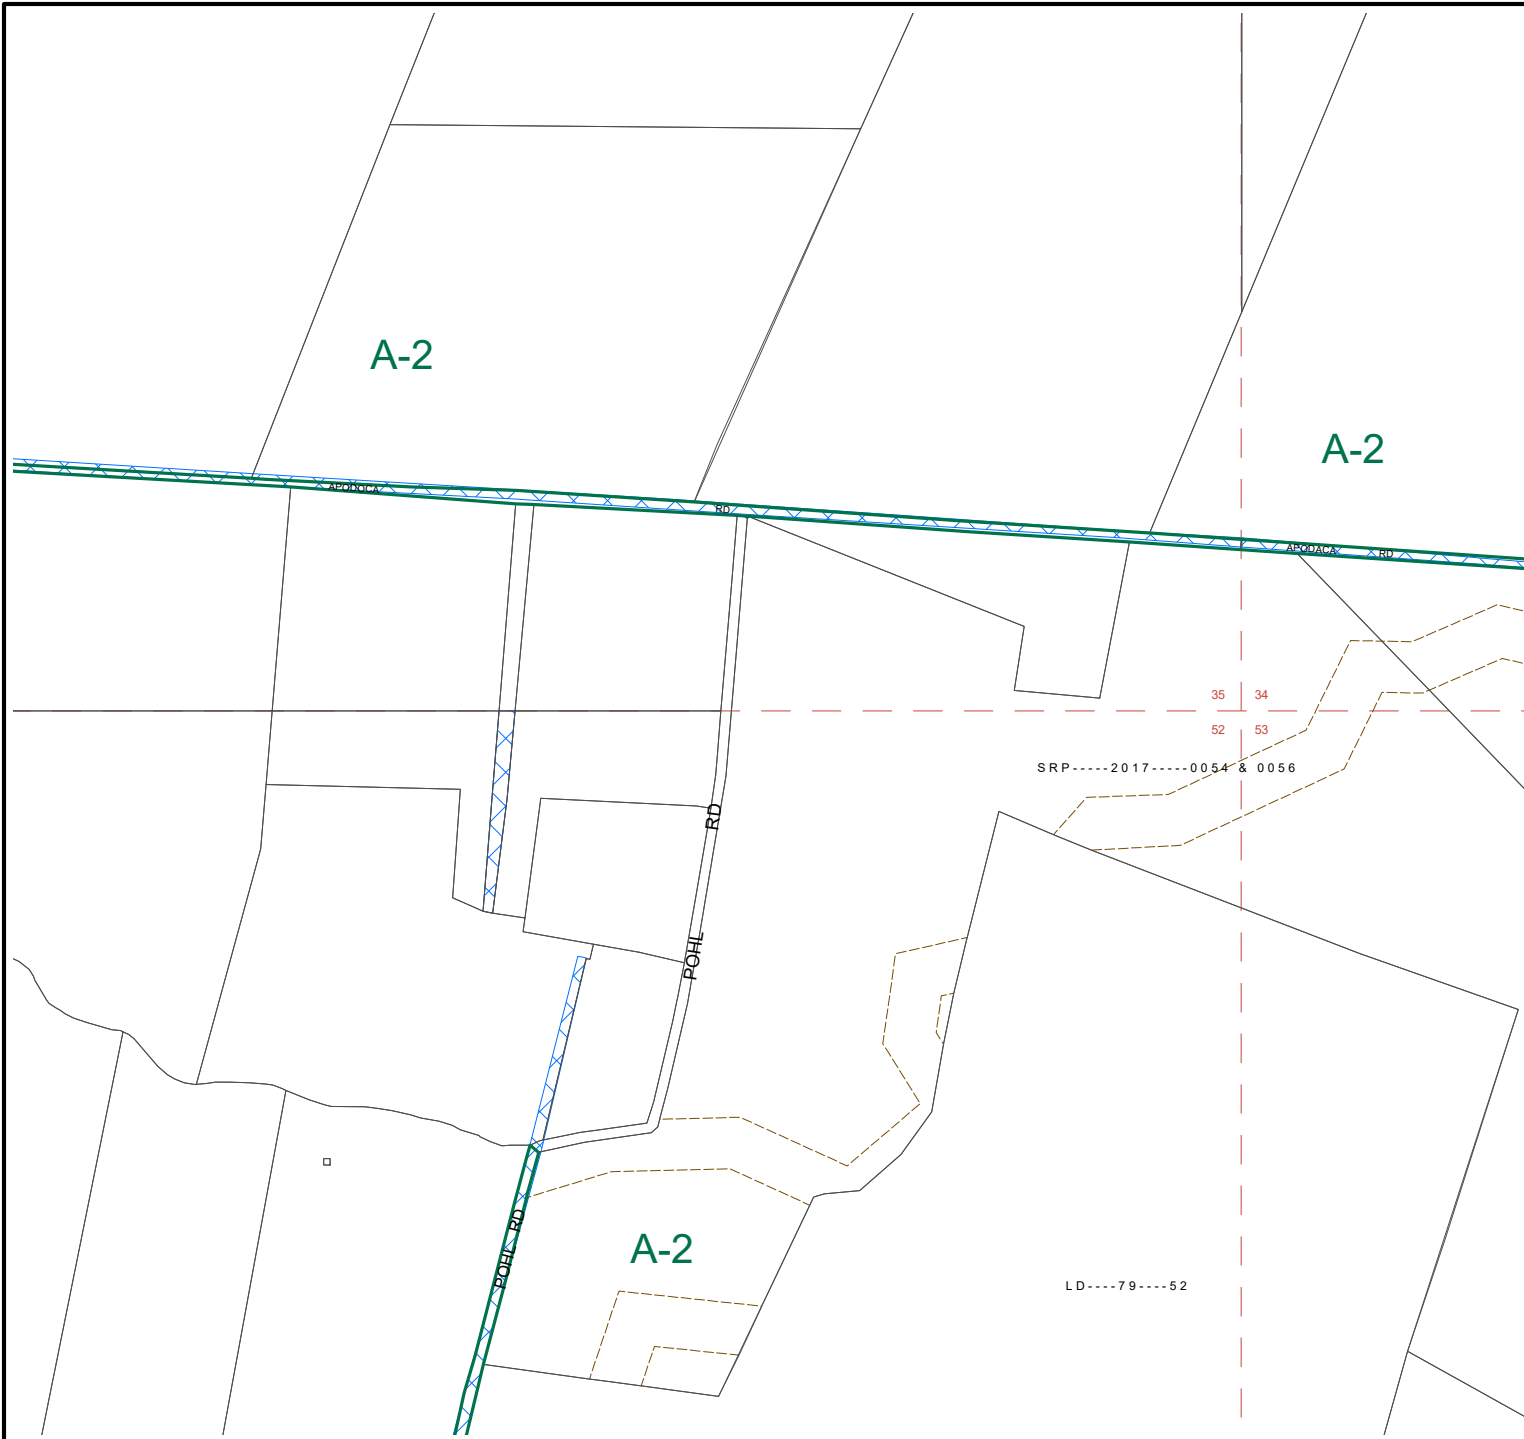 A-2
A-2
APODOCA
RD
APODACA
RD
35 34
52 53
SRP-----2017-----0054 & 0056
RD
POHL
POHL RD
A-2
LD----79----52